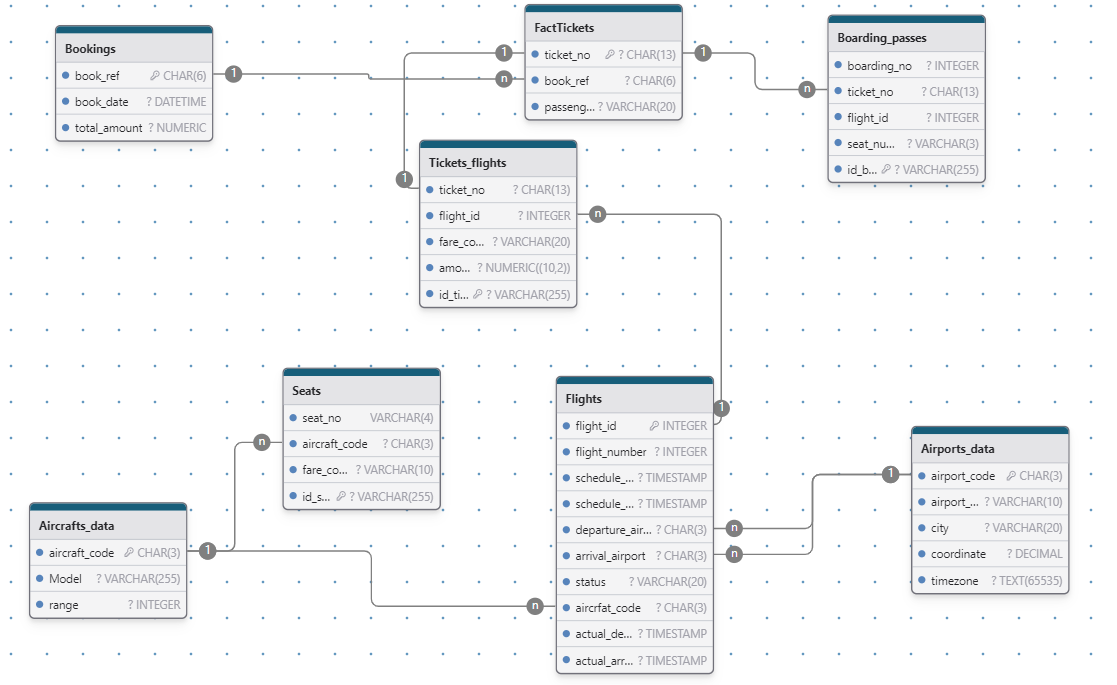 Bookings
book_ref CHAR(6)
book_date ? DATETIME
total_amount ? NUMERIC
1
n
FactTickets
ticket_no ? CHAR(13)
book_ref ? CHAR(6)
passeng... ? VARCHAR(20)
1
1
n
Boarding_passes
boarding_no ? INTEGER
ticket_no ? CHAR(13)
flight_id ? INTEGER
seat_nu... ? VARCHAR(3)
id_b... ? VARCHAR(255)
1
Tickets_flights
ticket_no ? CHAR(13)
flight_id ? INTEGER
fare_co... ? VARCHAR(20)
amo... ? NUMERIC((10,2))
id_ti... ? VARCHAR(255)
n
Seats
seat_no VARCHAR(4)
aircraft_code ? CHAR(3)
fare_co... ? VARCHAR(10)
id_s... ? VARCHAR(255)
n
Aircrafts_data
aircraft_code CHAR(3)
Model ? VARCHAR(255)
range ? INTEGER
1
n
Flights
flight_id INTEGER
flight_number ? INTEGER
schedule_... ? TIMESTAMP
schedule_... ? TIMESTAMP
departure_air... ? CHAR(3)
arrival_airport ? CHAR(3)
status ? VARCHAR(20)
aircrfat_code ? CHAR(3)
actual_de... ? TIMESTAMP
actual_arr... ? TIMESTAMP
1
n
n
1
Airports_data
airport_code CHAR(3)
airport_... ? VARCHAR(10)
city ? VARCHAR(20)
coordinate ? DECIMAL
timezone ? TEXT(65535)